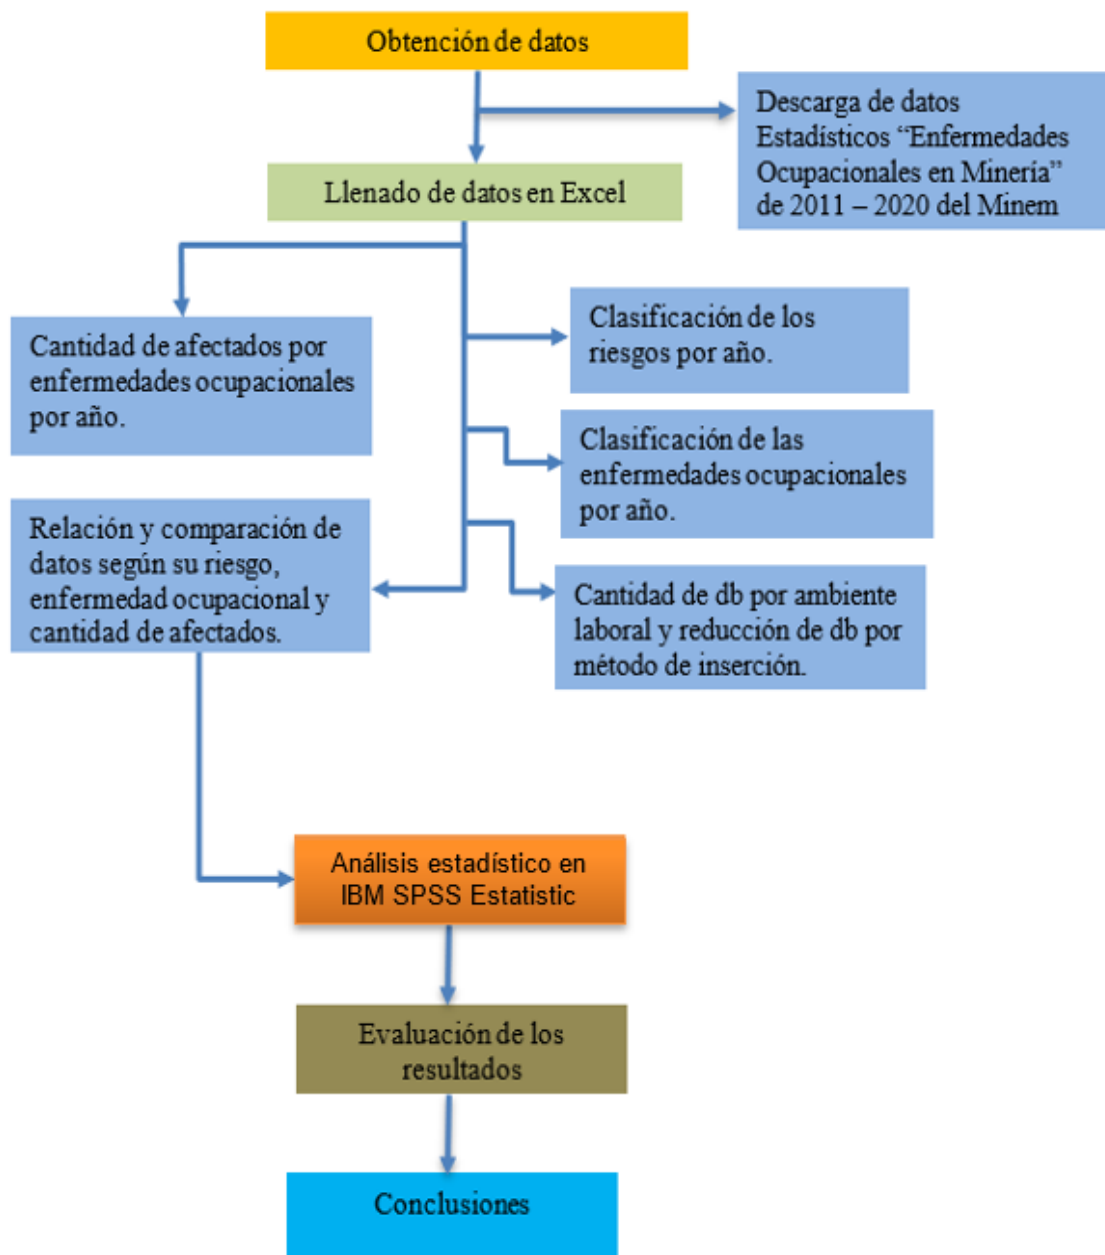 Obtención de datos
Descarga de datos
Estadísticos “Enfermedades
Ocupacionales en Minería”
de 2011 – 2020 del Minem
Llenado de datos en Excel
Cantidad de afectados por
enfermedades ocupacionales
por año.
Clasificación de los
riesgos por año.
Clasificación de las
enfermedades ocupacionales
por año.
Relación y comparación de
datos según su riesgo,
enfermedad ocupacional y
cantidad de afectados.
Cantidad de db por ambiente
laboral y reducción de db por
método de inserción.
Análisis estadístico en
IBM SPSS Estatistic
Evaluación de los
resultados
Conclusiones